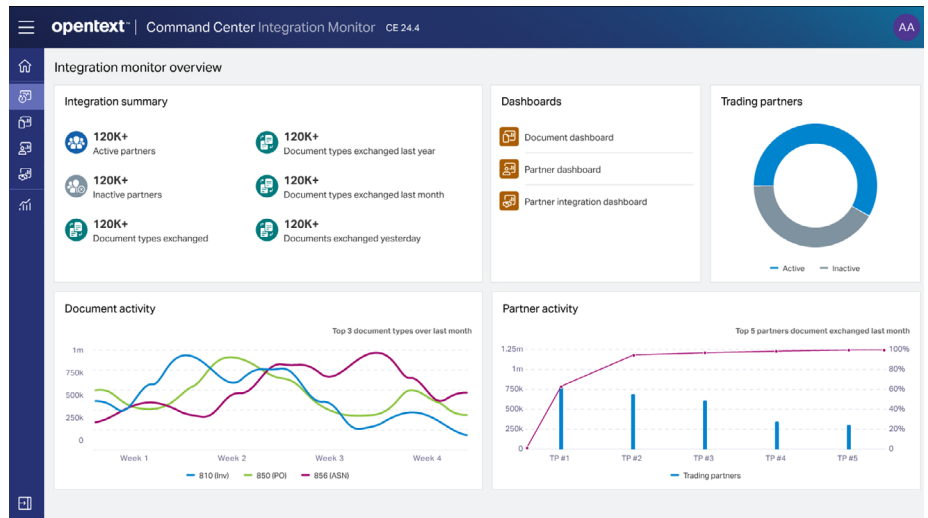 opentext™ | Command Center Integration Monitor CE 24.4
AA
Integration monitor overview
Integration summary
120K+
Active partners
120K+
Document types exchanged last year
120K+
Inactive partners
120K+
Document types exchanged last month
120K+
Document types exchanged
120K+
Documents exchanged yesterday
Dashboards
Document dashboard
Partner dashboard
Partner integration dashboard
Trading partners
Active
Inactive
Document activity
Top 3 document types over last month
1m
750k
500k
250k
0
Week 1
Week 2
Week 3
Week 4
810 (Inv)
850 (PO)
856 (ASN)
Partner activity
Top 5 partners document exchanged last month
1.25m
100%
1m
80%
750k
60%
500k
40%
250k
20%
0
0
TP #1
TP #2
TP #3
TP #4
TP #5
Trading partners